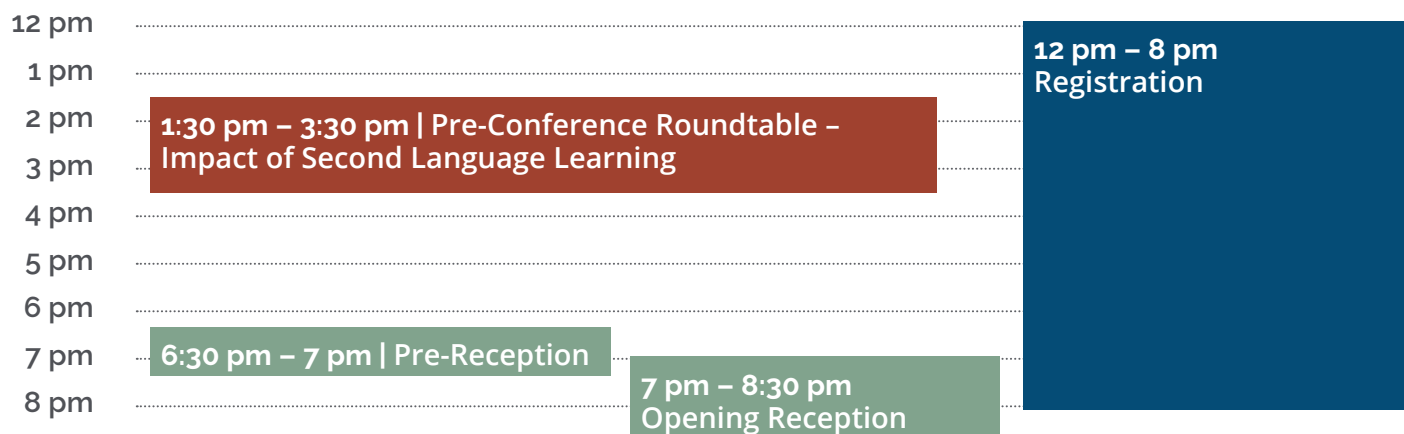 12 pm
1 pm
2 pm
3 pm
4 pm
5 pm
6 pm
7 pm
8 pm
1:30 pm – 3:30 pm | Pre-Conference Roundtable –
Impact of Second Language Learning
6:30 pm – 7 pm | Pre-Reception
7 pm – 8:30 pm
Opening Reception
12 pm – 8 pm
Registration